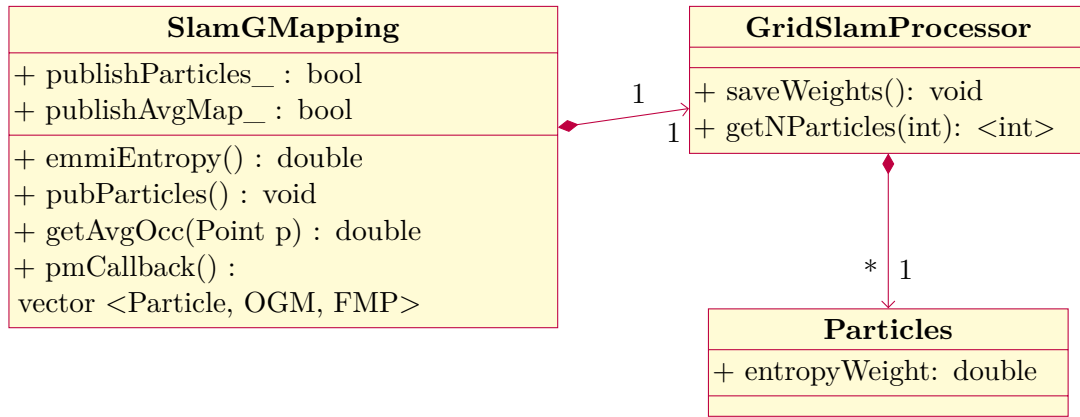 SlamGMapping
+ publishParticles_ : bool
+ publishAvgMap_ : bool
+ emmiEntropy() : double
+ pubParticles() : void
+ getAvgOcc(Point p) : double
+ pmCallback() :
vector <Particle, OGM, FMP>
1
1
GridSlamProcessor
+ saveWeights(): void
+ getNParticles(int): <int>
* 1
Particles
+ entropyWeight: double